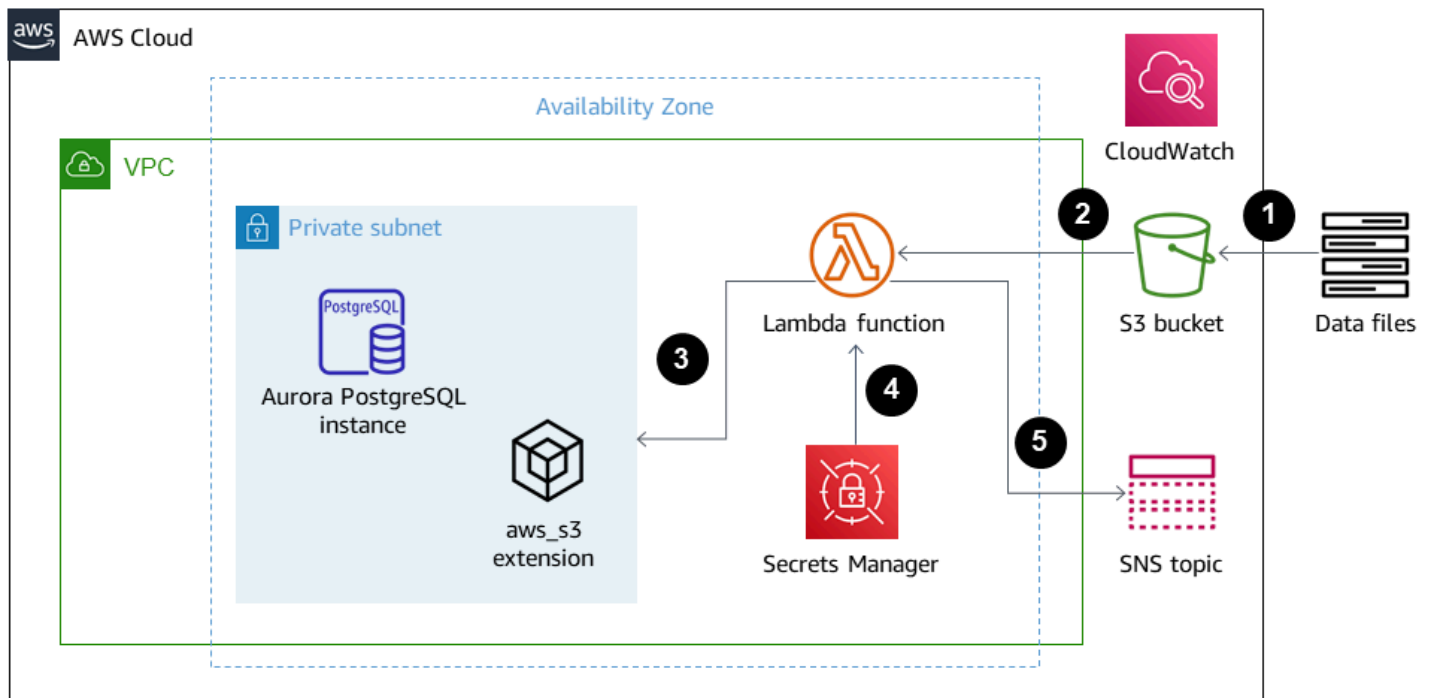 aws
AWS Cloud
Availability Zone
CloudWatch
VPC
Private subnet
2
1
PostgreSQL
Lambda function
S3 bucket
Data files
3
4
Aurora PostgreSQL
instance
5
aws_s3
extension
Secrets Manager
SNS topic